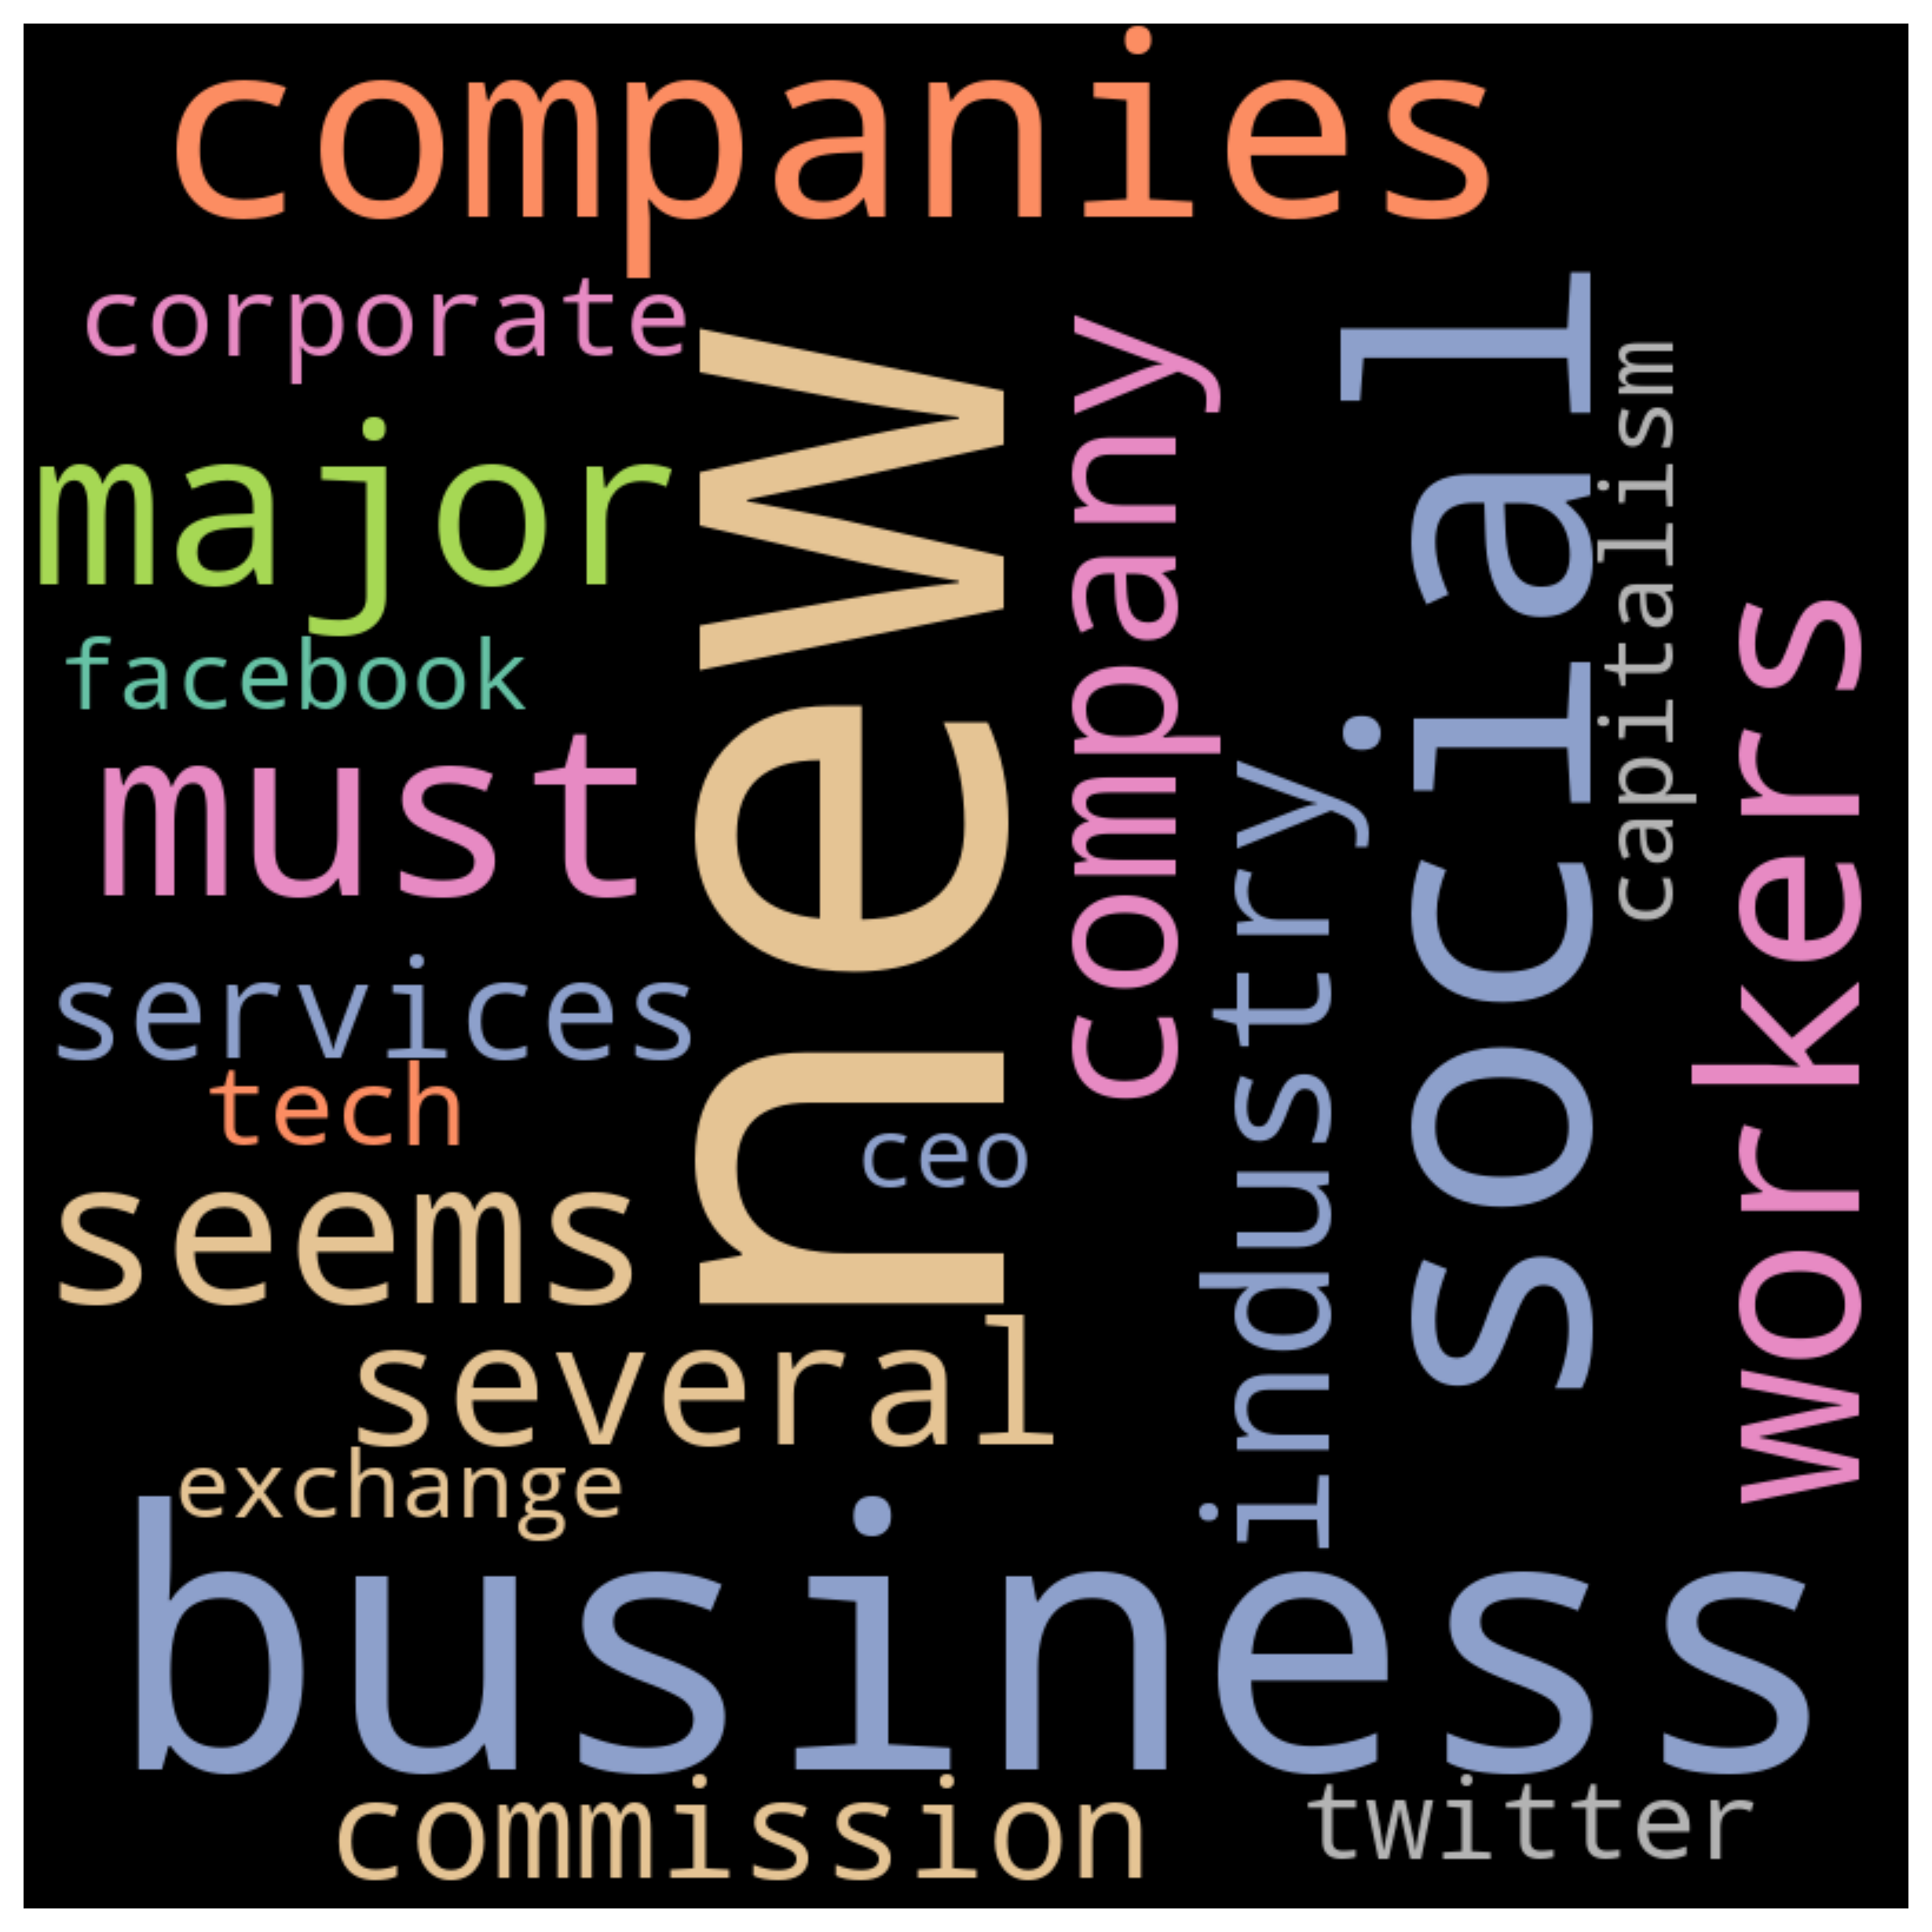 companies
corporate
major
facebook
must
services
tech
seems
new
ceo
company
industry
social
capitalism
workers
several
exchange
business
commission
twitter